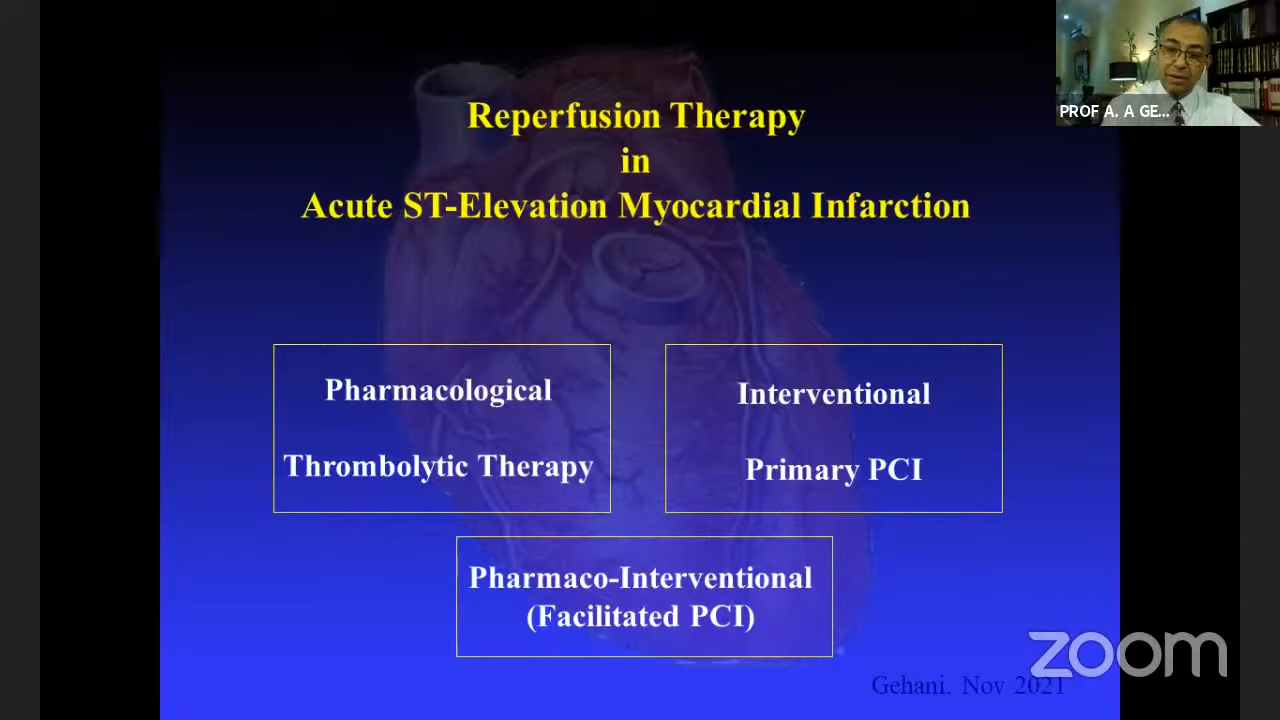 PROF A. A GE...
Reperfusion Therapy
in
Acute ST-Elevation Myocardial Infarction
Pharmacological
Thrombolytic Therapy
Interventional
Primary PCI
Pharmaco-Interventional
(Facilitated PCI)
zoom
Gehani, Nov 2021